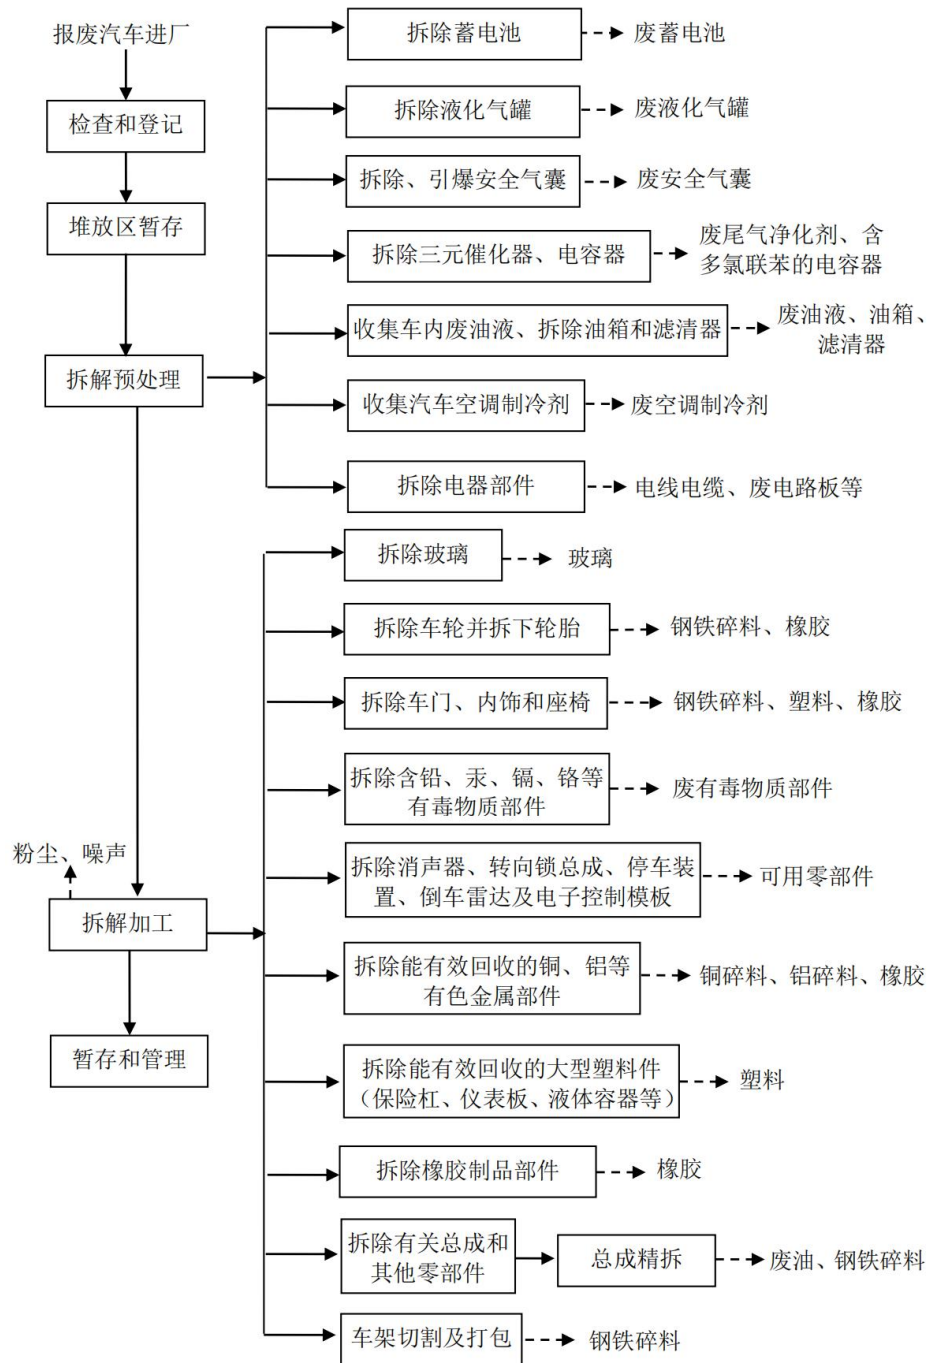 报废汽车进厂
检查和登记
堆放区暂存
拆解预处理
拆除蓄电池
废蓄电池
拆除液化气罐
废液化气罐
拆除、引爆安全气囊
废安全气囊
拆除三元催化器、电容器
废尾气净化剂、含
多氯联苯的电容器
收集车内废油液、拆除油箱和滤清器
废油液、油箱、
滤清器
收集汽车空调制冷剂
废空调制冷剂
拆除电器部件
电线电缆、废电路板等
粉尘、噪声
拆解加工
暂存和管理
拆除玻璃
玻璃
拆除车轮并拆下轮胎
钢铁碎料、橡胶
拆除车门、内饰和座椅
钢铁碎料、塑料、橡胶
拆除含铅、汞、镉、铬等
有毒物质部件
废有毒物质部件
拆除消声器、转向锁总成、停车装
置、倒车雷达及电子控制模板
可用零部件
拆除能有效回收的铜、铝等
有色金属部件
铜碎料、铝碎料、橡胶
拆除能有效回收的大型塑料件
（保险杠、仪表板、液体容器等）
塑料
拆除橡胶制品部件
橡胶
拆除有关总成和
其他零部件
总成精拆
废油、钢铁碎料
车架切割及打包
钢铁碎料